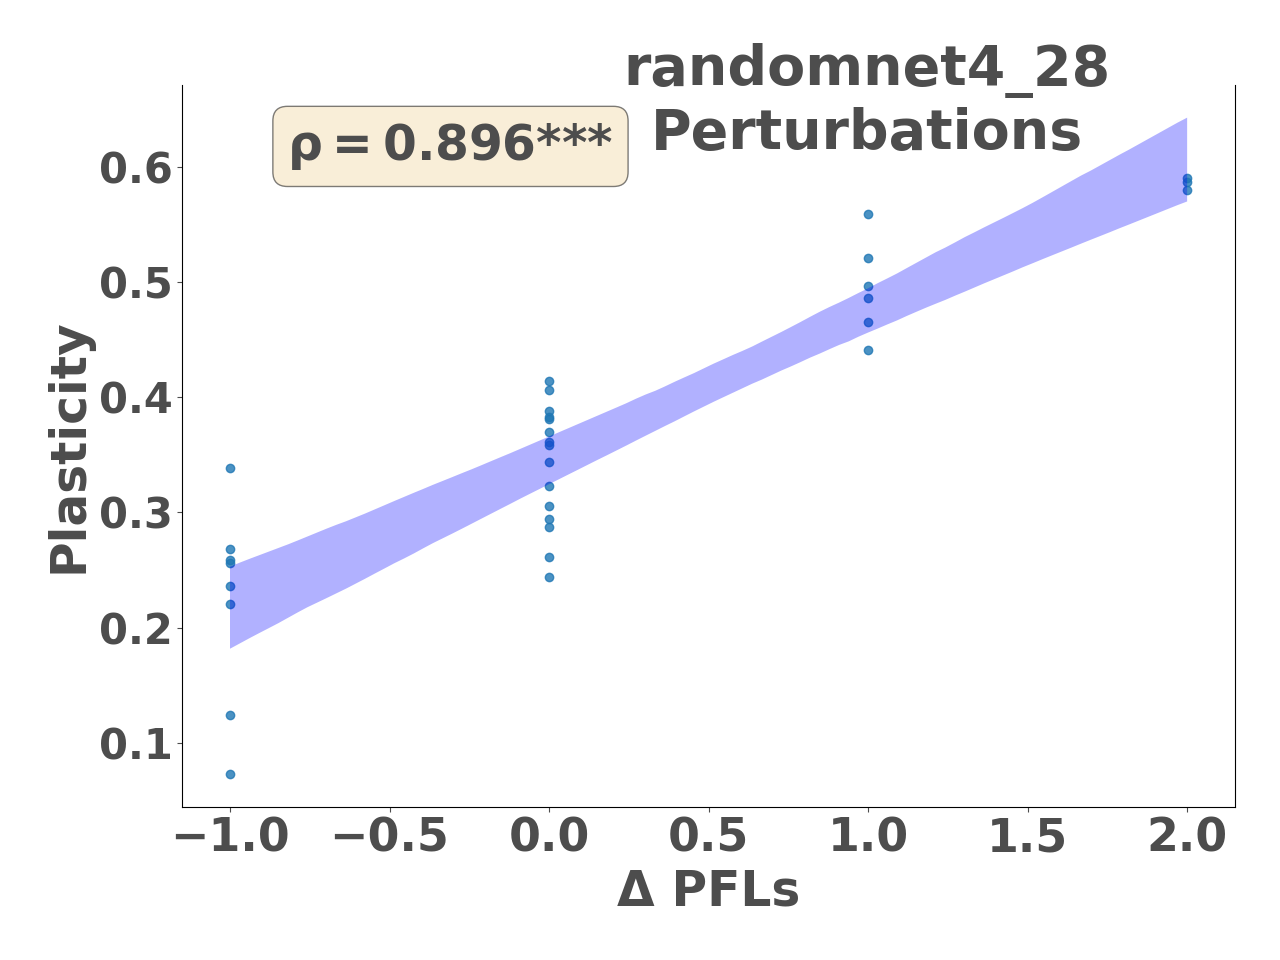 randomnet4_28
Perturbations
ρ = 0.896***
Plasticity
0.6
0.5
0.4
0.3
0.2
0.1
−1.0 −0.5 0.0 0.5 1.0 1.5 2.0
Δ PFLs